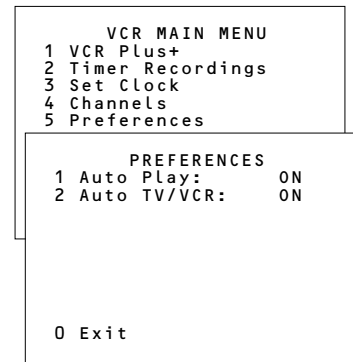 VCR MAIN MENU
1 VCR Plus+
2 Timer Recordings
3 Set Clock
4 Channels
5 Preferences
PREFERENCES
1 Auto Play: ON
2 Auto TV/VCR: ON
0 Exit